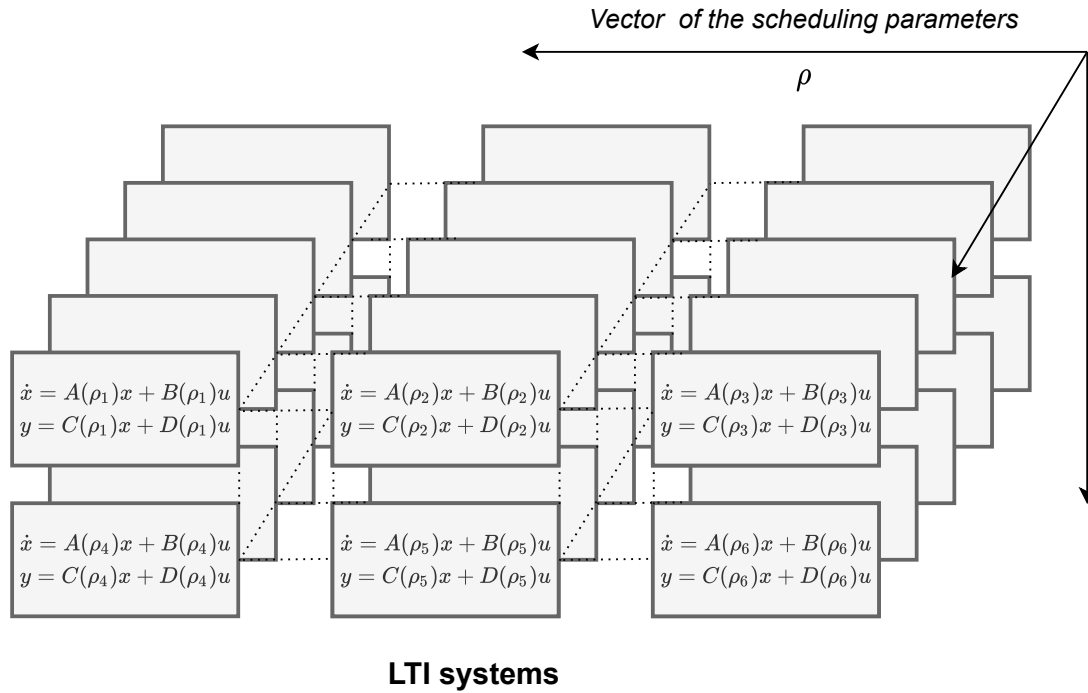 Vector of the scheduling parameters
ρ
ẋ = A(ρ₁)x + B(ρ₁)u
y = C(ρ₁)x + D(ρ₁)u
ẋ = A(ρ₂)x + B(ρ₂)u
y = C(ρ₂)x + D(ρ₂)u
ẋ = A(ρ₃)x + B(ρ₃)u
y = C(ρ₃)x + D(ρ₃)u
ẋ = A(ρ₄)x + B(ρ₄)u
y = C(ρ₄)x + D(ρ₄)u
ẋ = A(ρ₅)x + B(ρ₅)u
y = C(ρ₅)x + D(ρ₅)u
ẋ = A(ρ₆)x + B(ρ₆)u
y = C(ρ₆)x + D(ρ₆)u
LTI systems